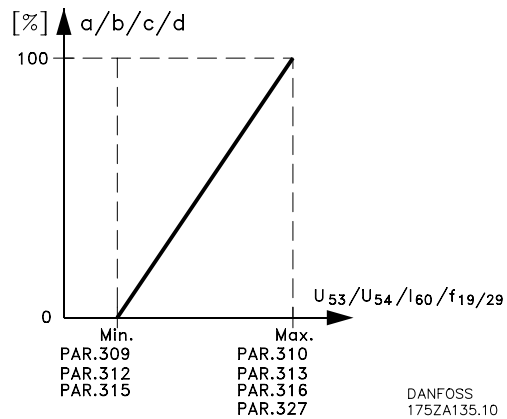 [%] a/b/c/d
100
U53/U54/I60/f19/29
0
Min. Max.
PAR.309 PAR.310
PAR.312 PAR.313
PAR.315 PAR.316
PAR.327
DANFOSS
175ZA135.10